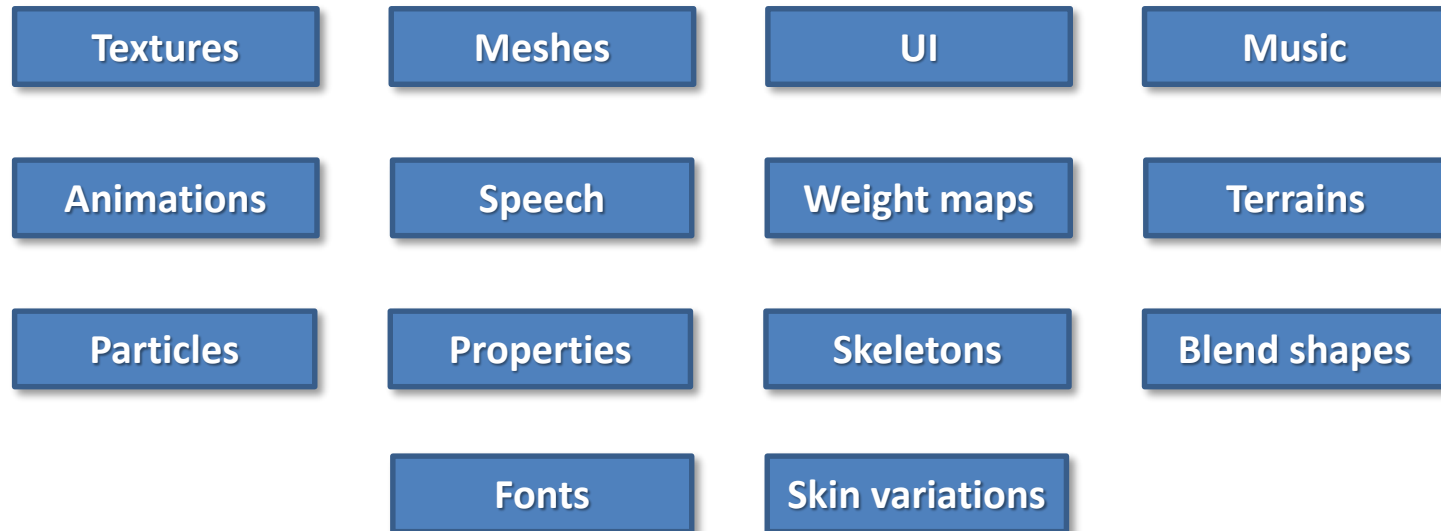 Textures
Meshes
UI
Music
Animations
Speech
Weight maps
Terrains
Particles
Properties
Skeletons
Blend shapes
Fonts
Skin variations